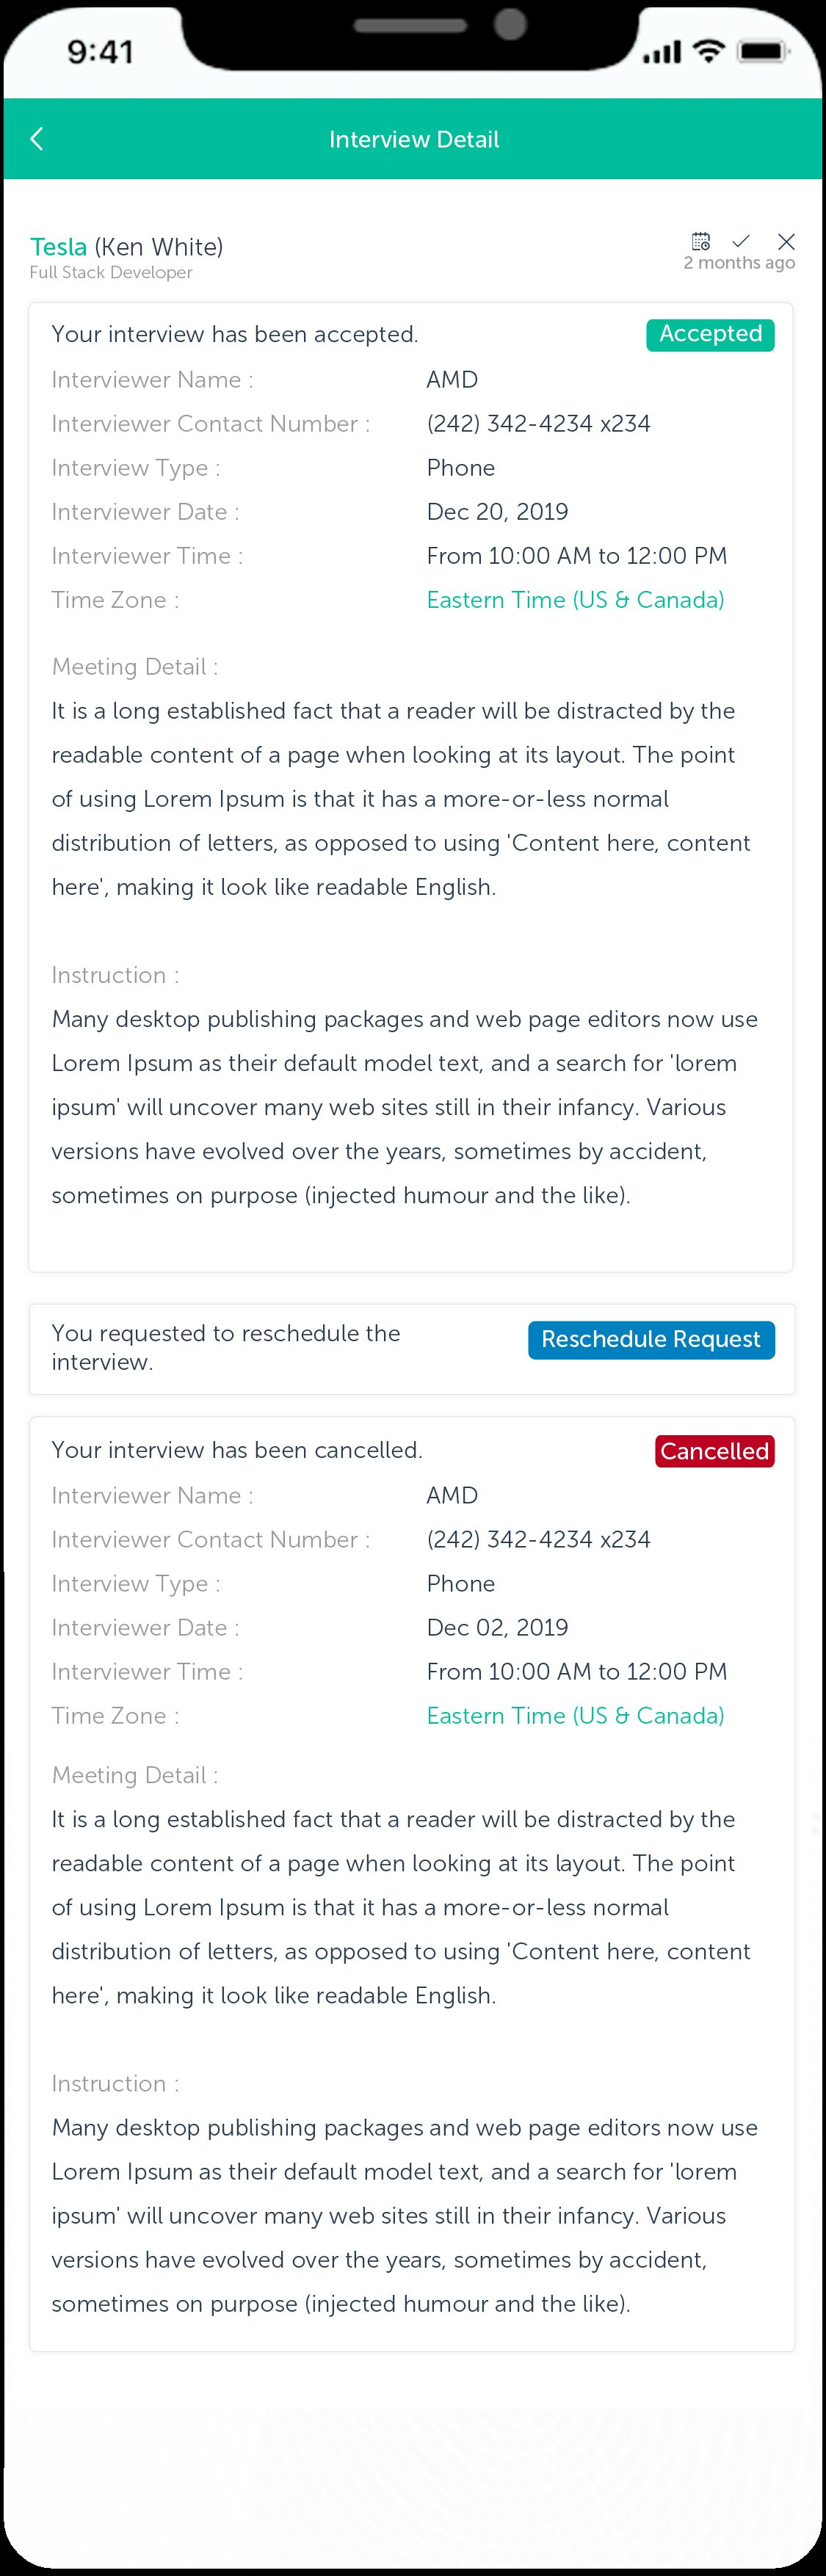 9:41
Interview Detail
Tesla (Ken White)
Full Stack Developer
2 months ago
Your interview has been accepted.
Accepted
Interviewer Name :
AMD
Interviewer Contact Number :
(242) 342-4234 x234
Interview Type :
Phone
Interviewer Date :
Dec 20, 2019
Interviewer Time :
From 10:00 AM to 12:00 PM
Time Zone :
Eastern Time (US & Canada)
Meeting Detail :
It is a long established fact that a reader will be distracted by the
readable content of a page when looking at its layout. The point
of using Lorem Ipsum is that it has a more-or-less normal
distribution of letters, as opposed to using 'Content here, content
here', making it look like readable English.
Instruction :
Many desktop publishing packages and web page editors now use
Lorem Ipsum as their default model text, and a search for 'lorem
ipsum' will uncover many web sites still in their infancy. Various
versions have evolved over the years, sometimes by accident,
sometimes on purpose (injected humour and the like).
You requested to reschedule the
interview.
Reschedule Request
Your interview has been cancelled.
Cancelled
Interviewer Name :
AMD
Interviewer Contact Number :
(242) 342-4234 x234
Interview Type :
Phone
Interviewer Date :
Dec 02, 2019
Interviewer Time :
From 10:00 AM to 12:00 PM
Time Zone :
Eastern Time (US & Canada)
Meeting Detail :
It is a long established fact that a reader will be distracted by the
readable content of a page when looking at its layout. The point
of using Lorem Ipsum is that it has a more-or-less normal
distribution of letters, as opposed to using 'Content here, content
here', making it look like readable English.
Instruction :
Many desktop publishing packages and web page editors now use
Lorem Ipsum as their default model text, and a search for 'lorem
ipsum' will uncover many web sites still in their infancy. Various
versions have evolved over the years, sometimes by accident,
sometimes on purpose (injected humour and the like).